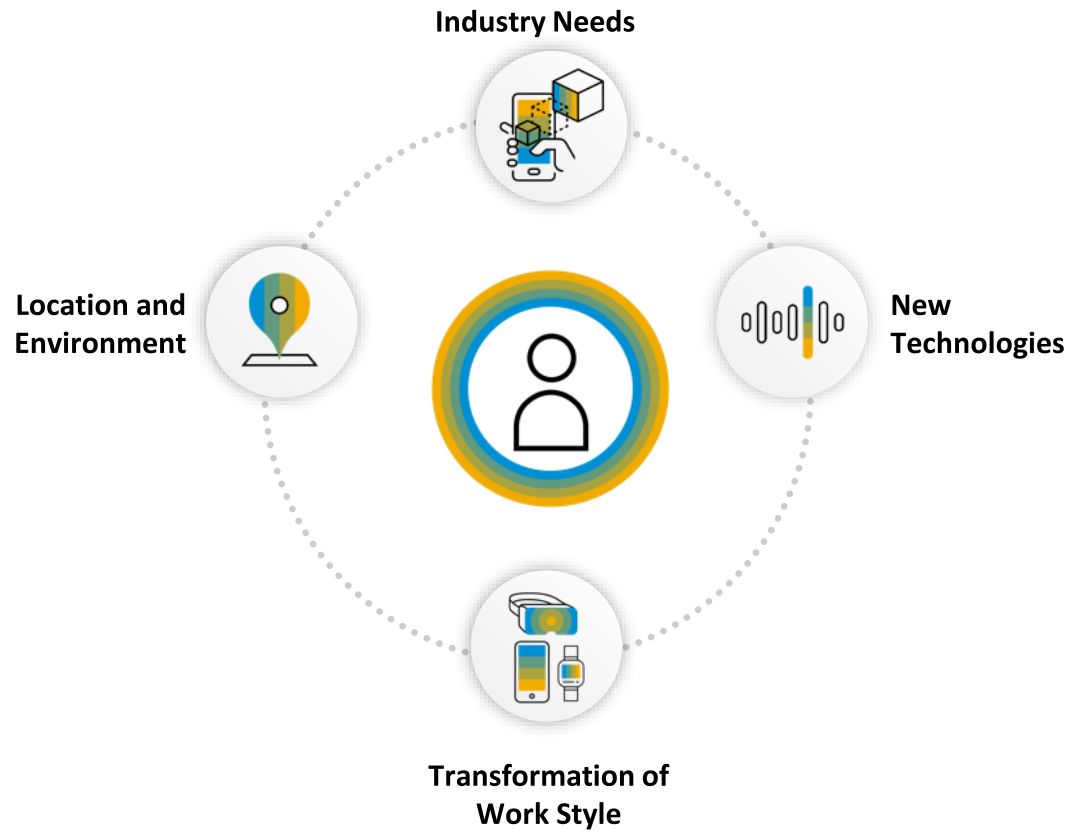 Industry Needs
Location and
Environment
New
Technologies
Transformation of
Work Style